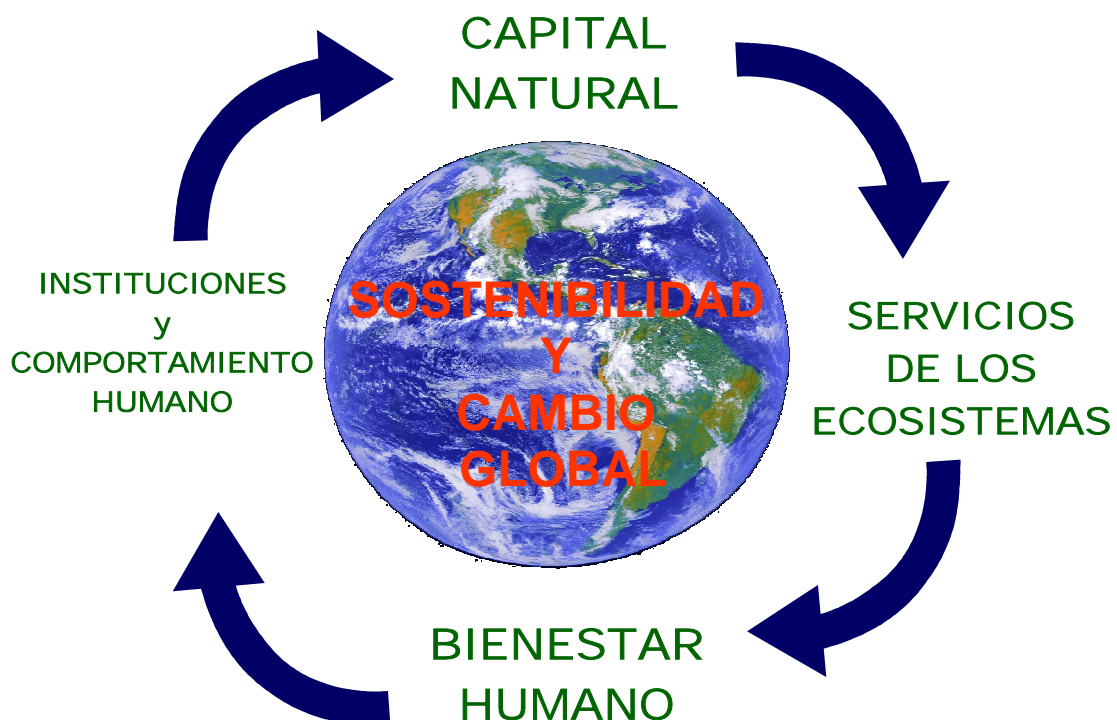 CAPITAL
NATURAL
INSTITUCIONES
y
COMPORTAMIENTO
HUMANO
SOSTENIBILIDAD
Y
CAMBIO
GLOBAL
SERVICIOS
DE LOS
ECOSISTEMAS
BIENESTAR
HUMANO